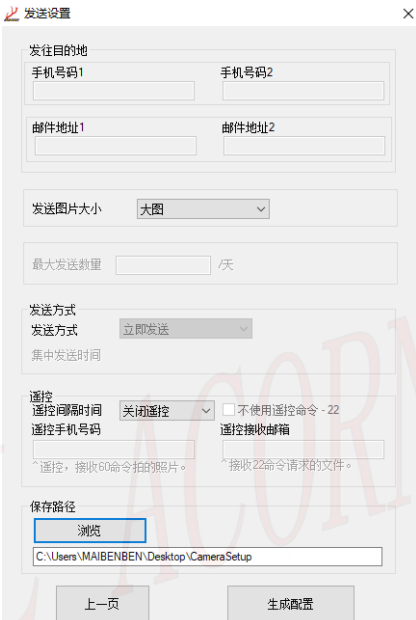 发送设置
发往目的地
手机号码1 手机号码2
邮件地址1 邮件地址2
发送图片大小 大图
最大发送数量 /天
发送方式
发送方式 立即发送
集中发送时间
遥控
遥控间隔时间 关闭遥控 不使用遥控命令 - 22
遥控手机号码 遥控接收邮箱
^遥控，接收60命令拍的照片。 ^接收22命令请求的文件。
保存路径
浏览
C:\Users\MAIBENBEN\Desktop\CameraSetup
上一页 生成配置
ACORN